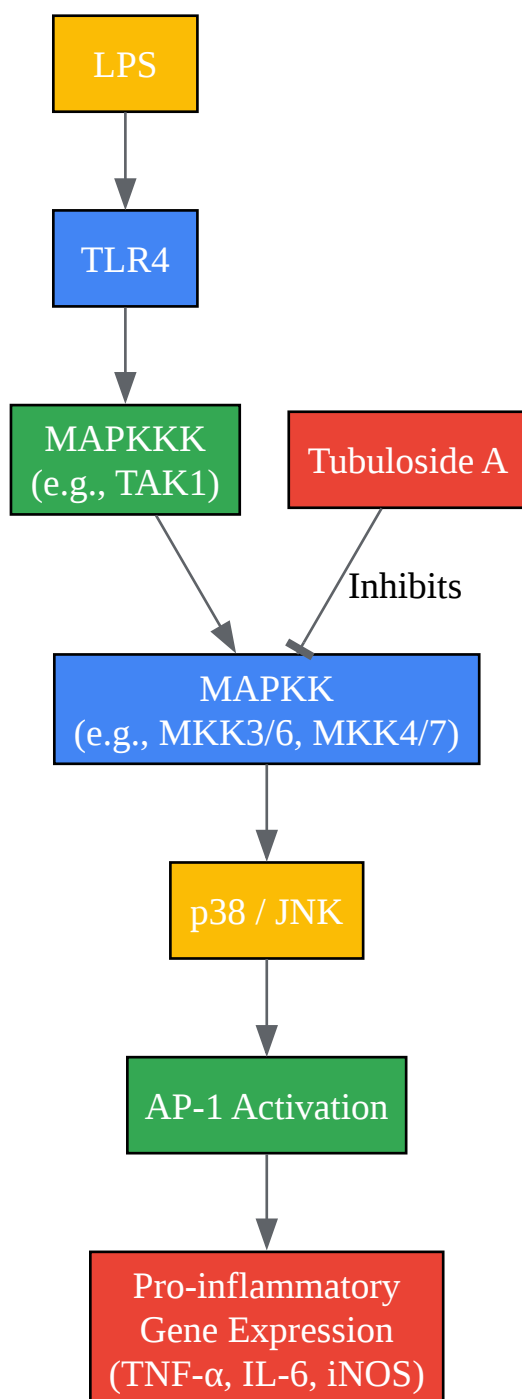 LPS
TLR4
MAPKKK
(e.g., TAK1)
Tubuloside A
Inhibits
MAPKK
(e.g., MKK3/6, MKK4/7)
p38 / JNK
AP-1 Activation
Pro-inflammatory
Gene Expression
(TNF-α, IL-6, iNOS)